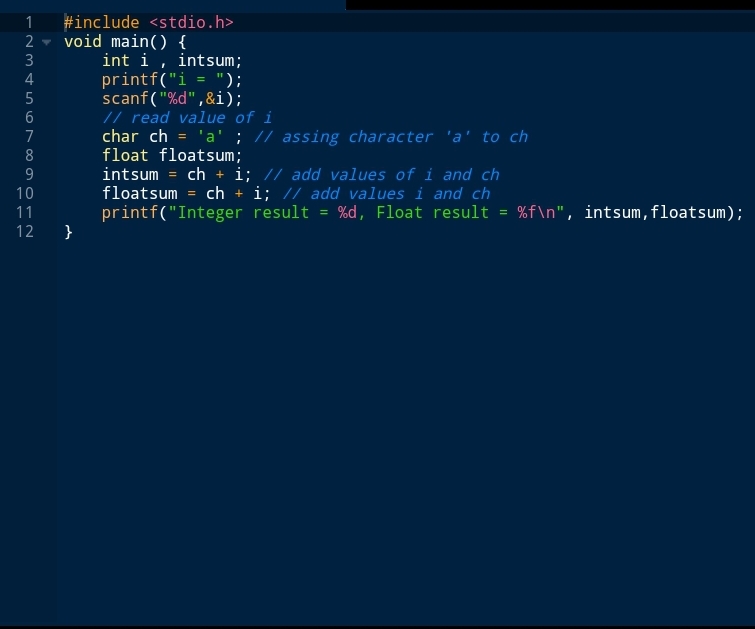 1 #include <stdio.h>
2 void main() {
3 int i , intsum;
4 printf("i = ");
5 scanf("%d",&i);
6 // read value of i
7 char ch = 'a' ; // assing character 'a' to ch
8 float floatsum;
9 intsum = ch + i; // add values of i and ch
10 floatsum = ch + i; // add values i and ch
11 printf("Integer result = %d, Float result = %f\n", intsum,floatsum);
12 }